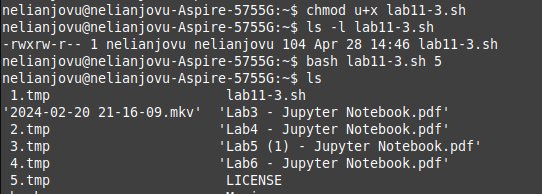 nelianjovu@nelianjovu-Aspire-5755G:~$ chmod u+x lab11-3.sh
nelianjovu@nelianjovu-Aspire-5755G:~$ ls -l lab11-3.sh
-rwxrw-r-- 1 nelianjovu nelianjovu 104 Apr 28 14:46 lab11-3.sh
nelianjovu@nelianjovu-Aspire-5755G:~$ bash lab11-3.sh 5
nelianjovu@nelianjovu-Aspire-5755G:~$ ls
1.tmp lab11-3.sh
'2024-02-20 21-16-09.mkv' 'Lab3 - Jupyter Notebook.pdf'
2.tmp 'Lab4 - Jupyter Notebook.pdf'
3.tmp 'Lab5 (1) - Jupyter Notebook.pdf'
4.tmp 'Lab6 - Jupyter Notebook.pdf'
5.tmp LICENSE